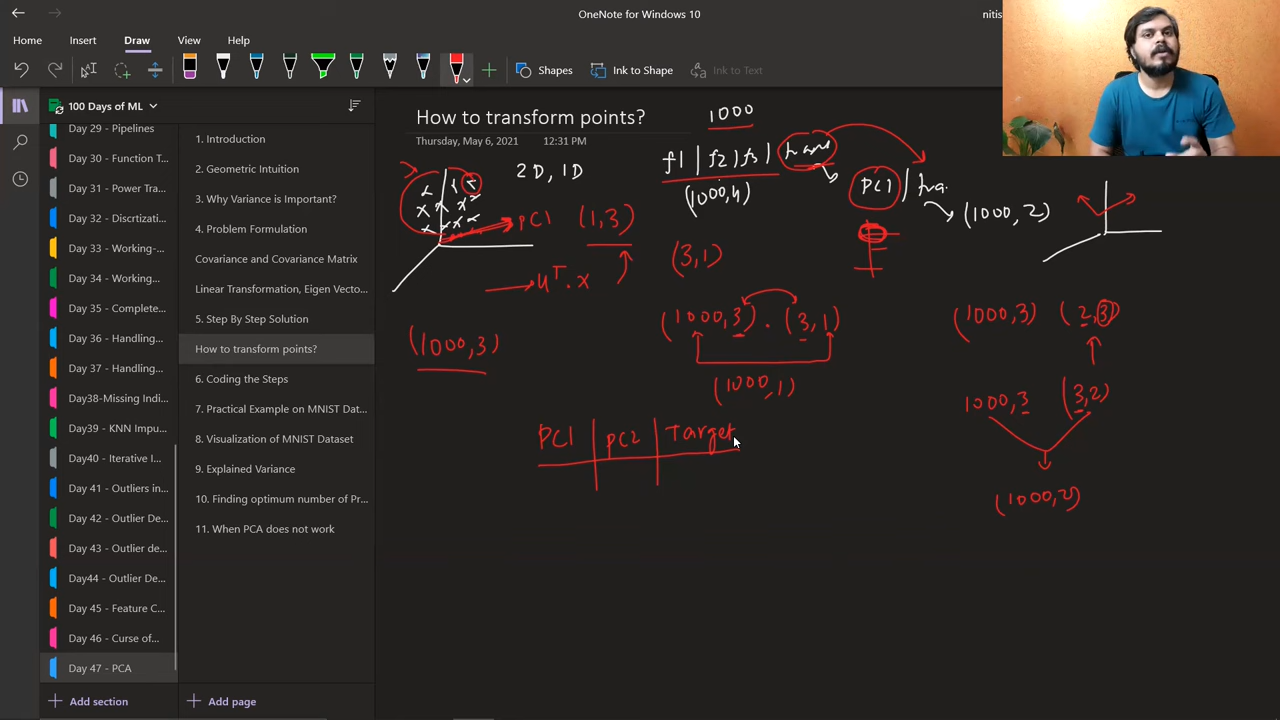 OneNote for Windows 10
nitis
Home Insert Draw View Help
Shapes Ink to Shape Ink to Text
100 Days of ML
Day 29 - Pipelines
Day 30 - Function T
Day 31 - Power Tra...
Day 32 - Discrtizati...
Day 33 - Working-...
Day 34 - Working...
Day 35 - Complete...
Day 36 - Handling...
Day 37 - Handling...
Day38-Missing Indi...
Day39 - KNN Impu...
Day40 - Iterative I...
Day 41 - Outliers in...
Day 42 - Outlier De...
Day 43 - Outlier de...
Day44 - Outlier De...
Day 45 - Feature C...
Day 46 - Curse of...
Day 47 - PCA
Add section
1. Introduction
2. Geometric Intuition
3. Why Variance is Important?
4. Problem Formulation
Covariance and Covariance Matrix
Linear Transformation, Eigen Vecto...
5. Step By Step Solution
How to transform points?
6. Coding the Steps
7. Practical Example on MNIST Dat...
8. Visualization of MNIST Dataset
9. Explained Variance
10. Finding optimum number of Pr...
11. When PCA does not work
Add page
How to transform points?
Thursday, May 6, 2021 12:31 PM
1000
2D, 1D
f1 | f2 | f3 |
(1000,4)
PC1
(1000,2)
PC1 (1,3)
(3,1)
uᵀ.x
(1000,3)
(1000,3) . (3,1)
(1000,1)
(1000,3) (2,3)
1000,3 (3,2)
(1000,2)
PC1 | PC2 | Target